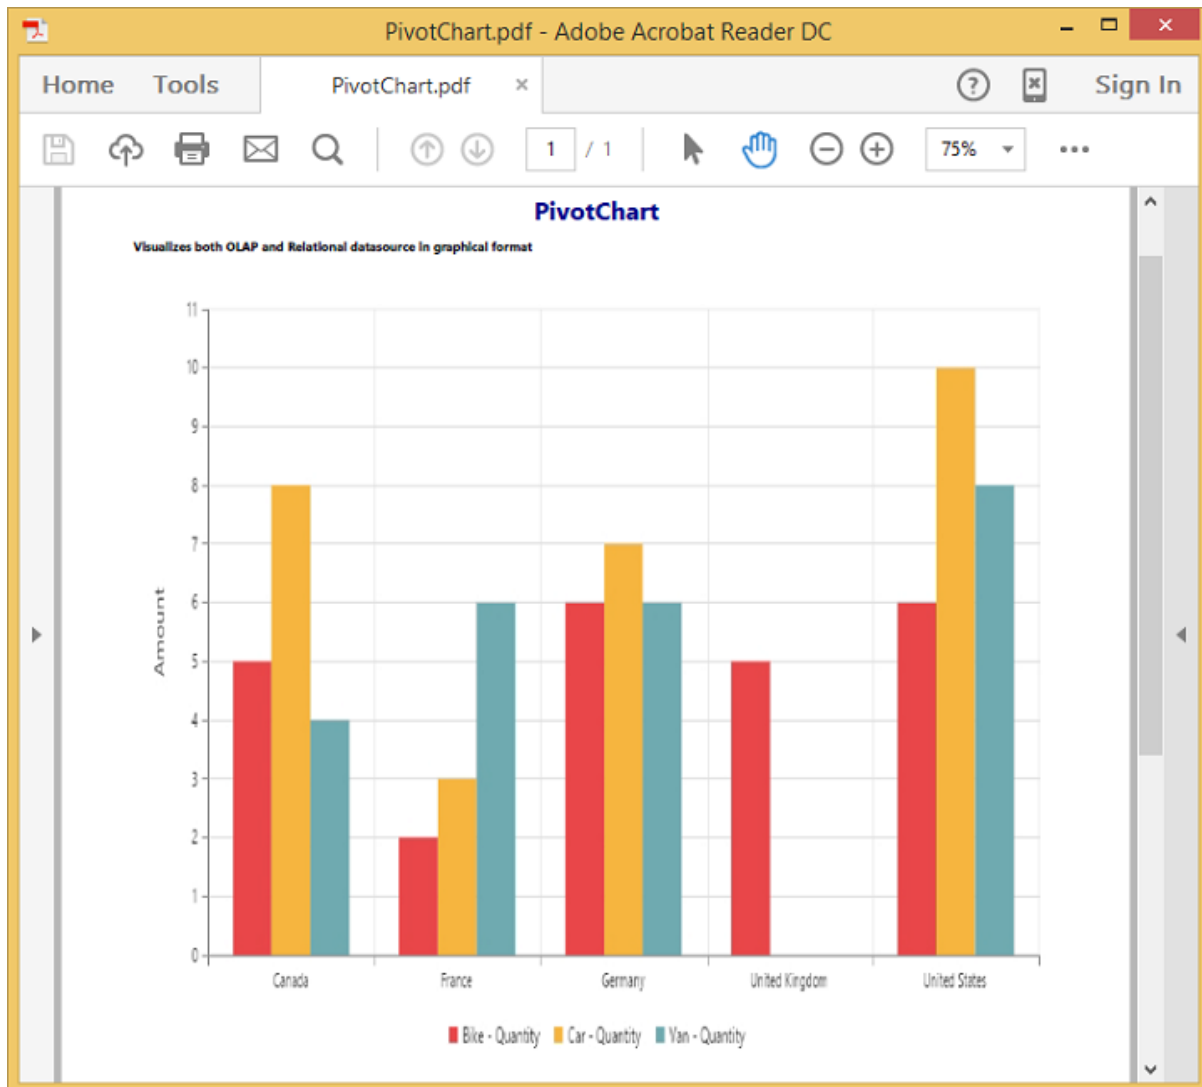 PivotChart.pdf - Adobe Acrobat Reader DC
Home Tools PivotChart.pdf × ? Sign In
1 / 1 75%
PivotChart
Visualizes both OLAP and Relational datasource in graphical format
11
10
9
8
7
6
5
4
3
2
1
0
Amount
Canada France Germany United Kingdom United States
Bike - Quantity Car - Quantity Van - Quantity